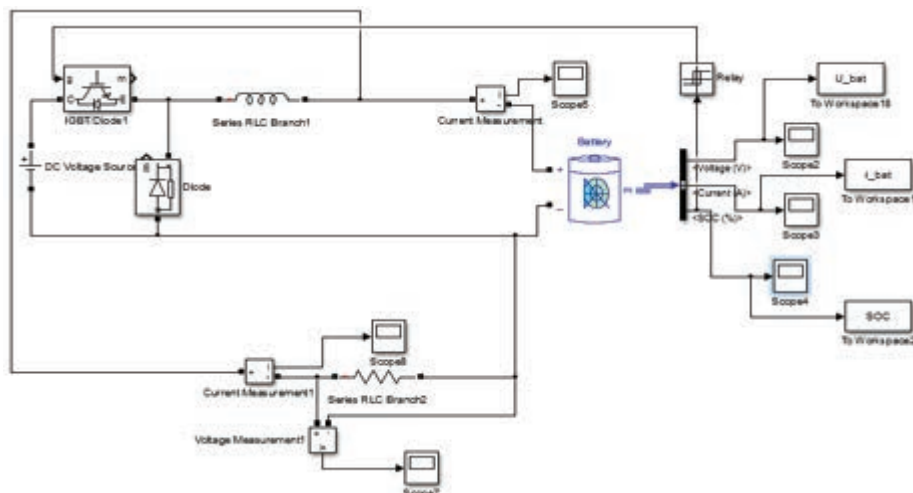 g
m
C
E
IGBT/Diode1
Series RLC Branch1
Current Measurement
Scope5
Relay
U_bat
To Workspace18
Scope2
DC Voltage Source
Diode
Battery
m
<Voltage (V)>
<Current (A)>
<SOC (%)>
I_bat
To Workspace1
Scope3
Scope4
SOC
To Workspace2
Current Measurement1
Series RLC Branch2
Voltage Measurement1